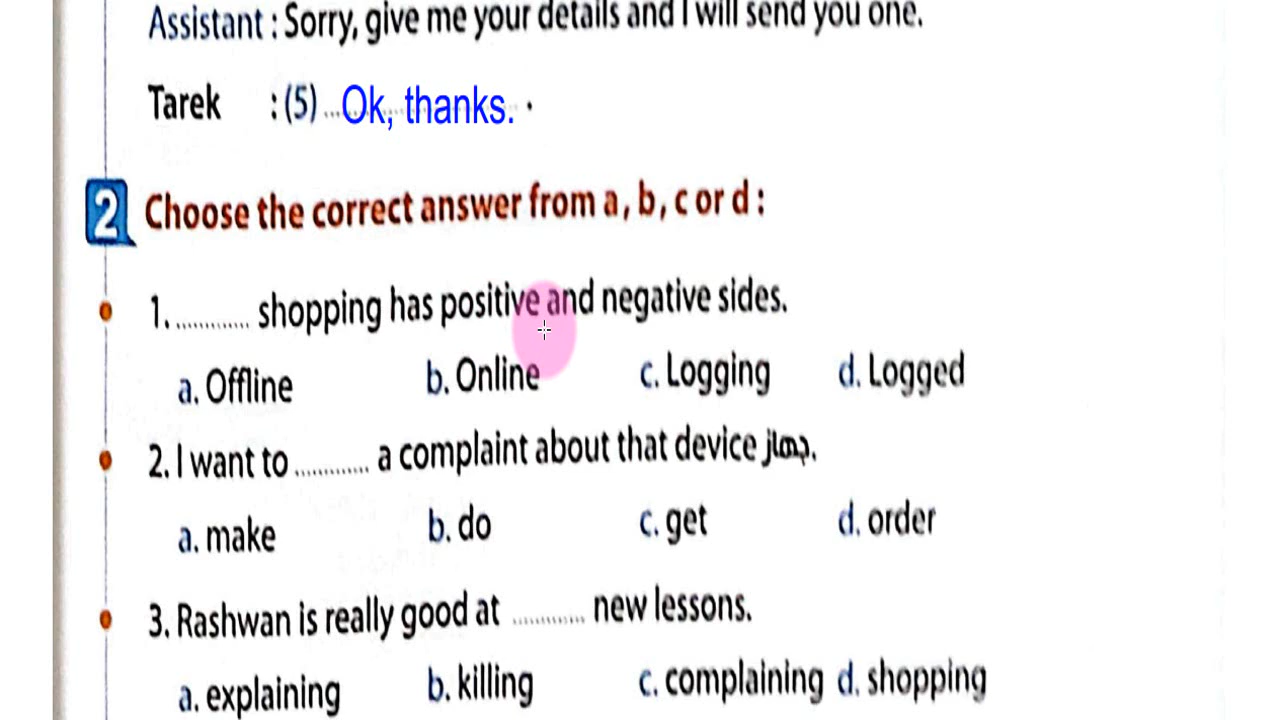 Assistant : Sorry, give me your details and I will send you one.
Tarek : (5) ... Ok, thanks. .
2 Choose the correct answer from a, b, c or d :
1. ............. shopping has positive and negative sides.
a. Offline b. Online c. Logging d. Logged
2. I want to ............. a complaint about that device جهاز.
a. make b. do c. get d. order
3. Rashwan is really good at ............. new lessons.
a. explaining b. killing c. complaining d. shopping